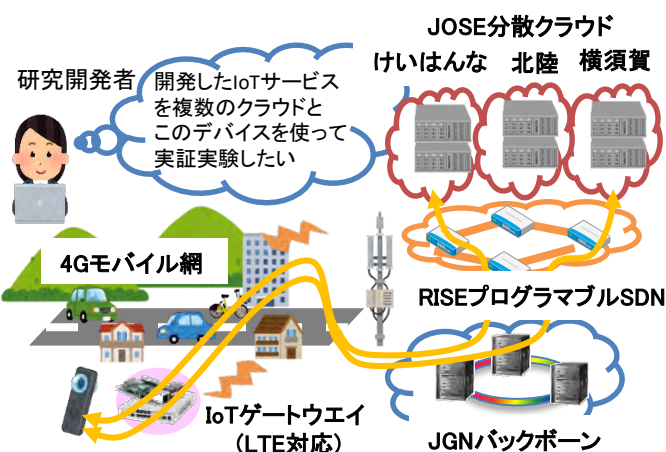 JOSE分散クラウド
けいはんな 北陸 横須賀
研究開発者
開発したIoTサービス
を複数のクラウドと
このデバイスを使って
実証実験したい
4Gモバイル網
RISEプログラマブルSDN
IoTゲートウエイ
(LTE対応)
JGNバックボーン